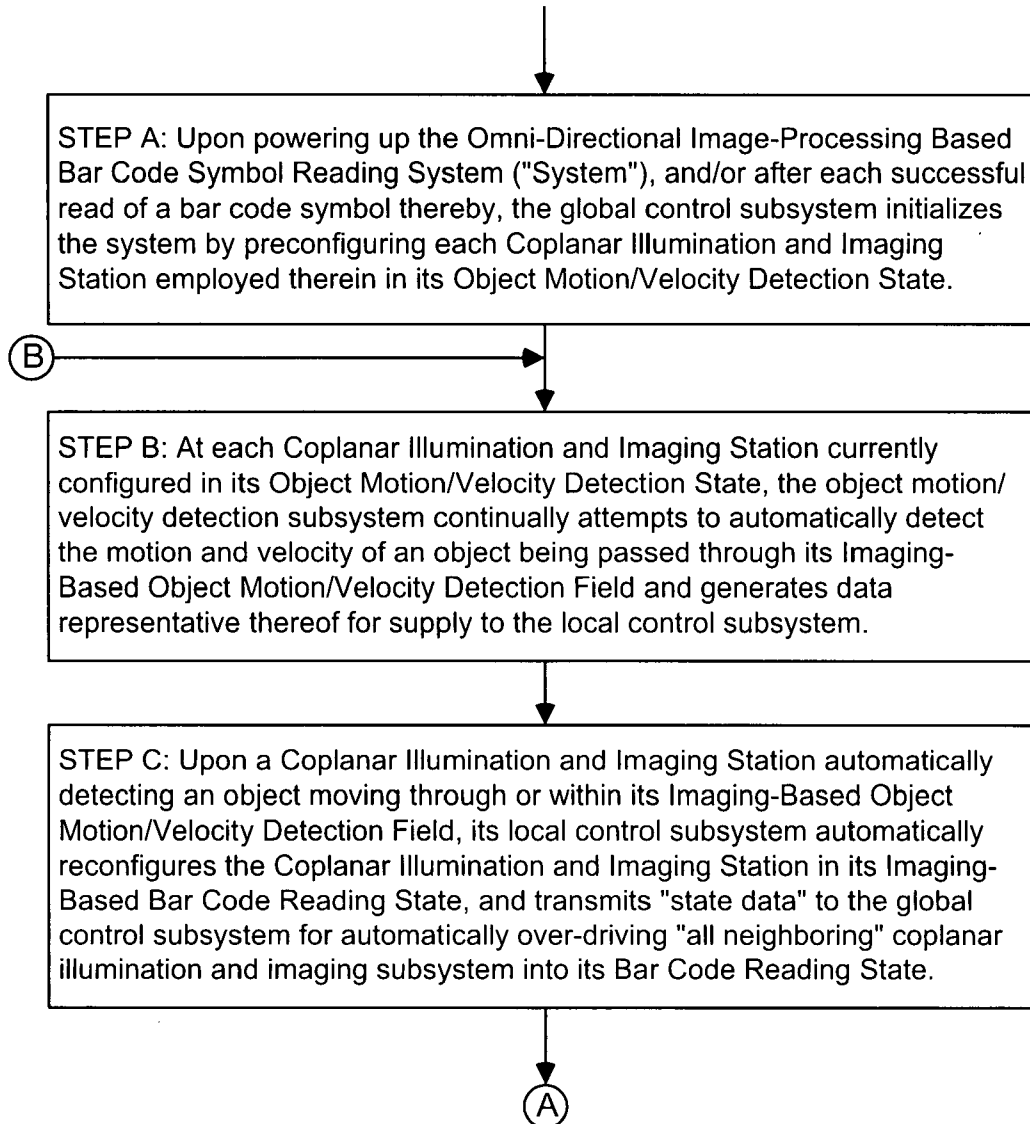 STEP A: Upon powering up the Omni-Directional Image-Processing Based
Bar Code Symbol Reading System ("System"), and/or after each successful
read of a bar code symbol thereby, the global control subsystem initializes
the system by preconfiguring each Coplanar Illumination and Imaging
Station employed therein in its Object Motion/Velocity Detection State.
B
STEP B: At each Coplanar Illumination and Imaging Station currently
configured in its Object Motion/Velocity Detection State, the object motion/
velocity detection subsystem continually attempts to automatically detect
the motion and velocity of an object being passed through its Imaging-
Based Object Motion/Velocity Detection Field and generates data
representative thereof for supply to the local control subsystem.
STEP C: Upon a Coplanar Illumination and Imaging Station automatically
detecting an object moving through or within its Imaging-Based Object
Motion/Velocity Detection Field, its local control subsystem automatically
reconfigures the Coplanar Illumination and Imaging Station in its Imaging-
Based Bar Code Reading State, and transmits "state data" to the global
control subsystem for automatically over-driving "all neighboring" coplanar
illumination and imaging subsystem into its Bar Code Reading State.
A